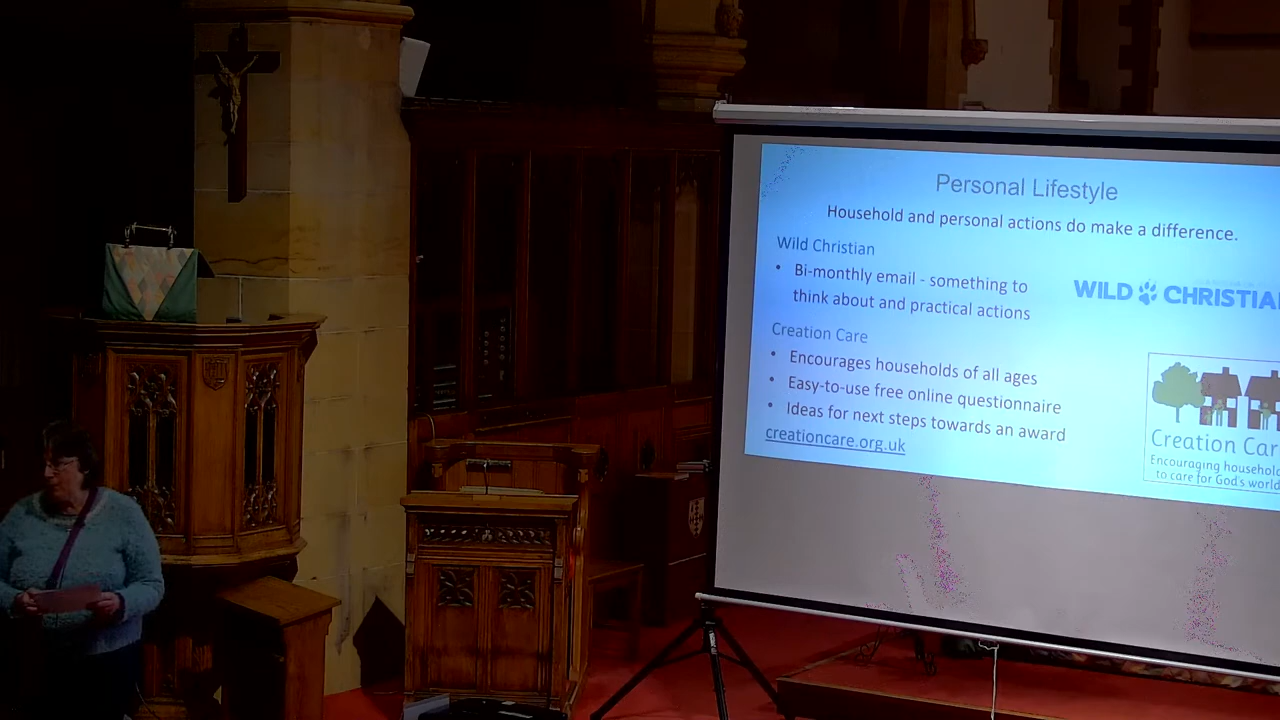 Personal Lifestyle
Household and personal actions do make a difference.
Wild Christian
• Bi-monthly email - something to
think about and practical actions
WILD CHRISTIA
Creation Care
• Encourages households of all ages
• Easy-to-use free online questionnaire
• Ideas for next steps towards an award
creationcare.org.uk
Creation Car
Encouraging household
to care for God's world